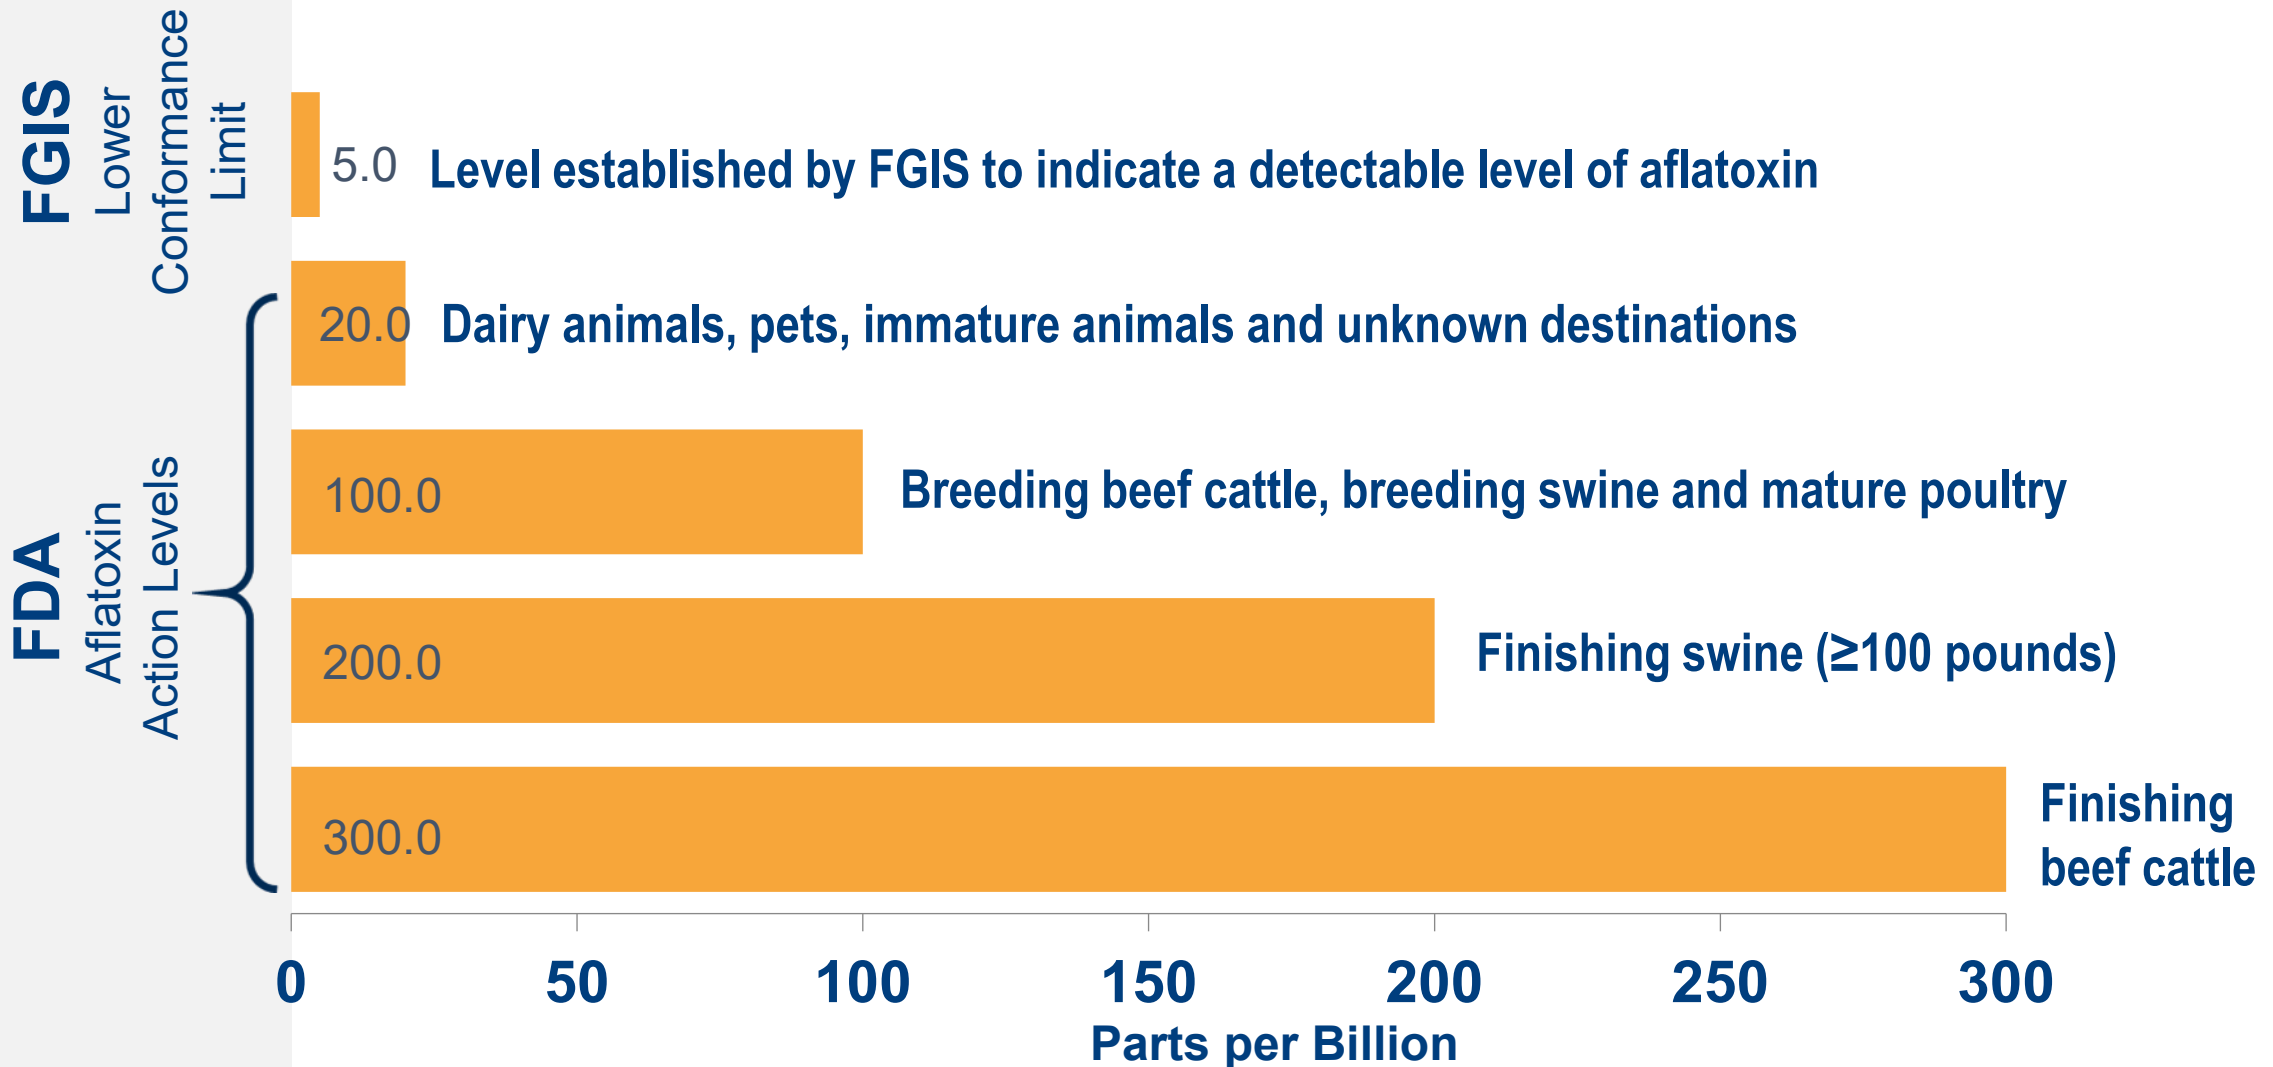 FGIS
Lower
Conformance
Limit
5.0
Level established by FGIS to indicate a detectable level of aflatoxin
FDA
Aflatoxin
Action Levels
20.0
Dairy animals, pets, immature animals and unknown destinations
100.0
Breeding beef cattle, breeding swine and mature poultry
200.0
Finishing swine (≥100 pounds)
300.0
Finishing
beef cattle
0 50 100 150 200 250 300
Parts per Billion